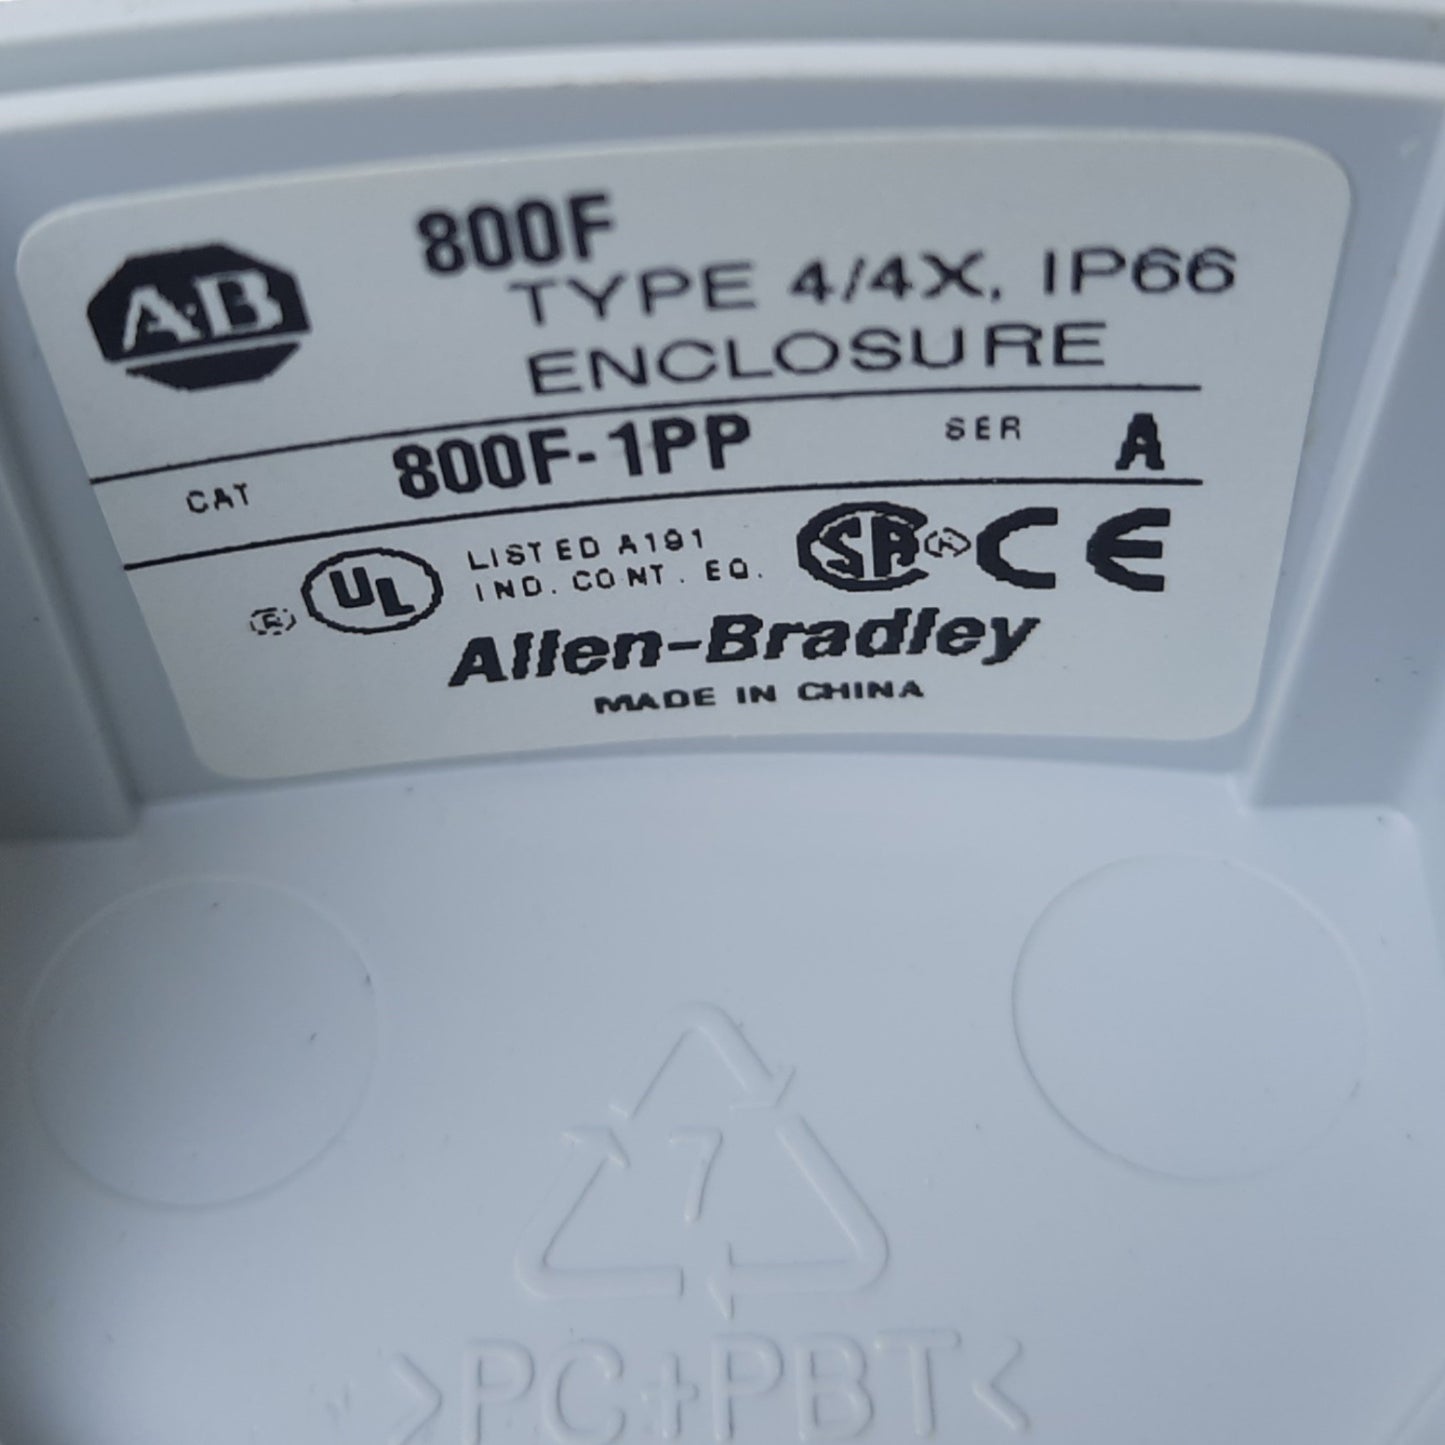 A·B
800F
TYPE 4/4X, IP66
ENCLOSURE
CAT 800F-1PP SER A
® UL LISTED A191
IND. CONT. EQ.
SA ® CE
Allen-Bradley
MADE IN CHINA
7
>PC+PBT<